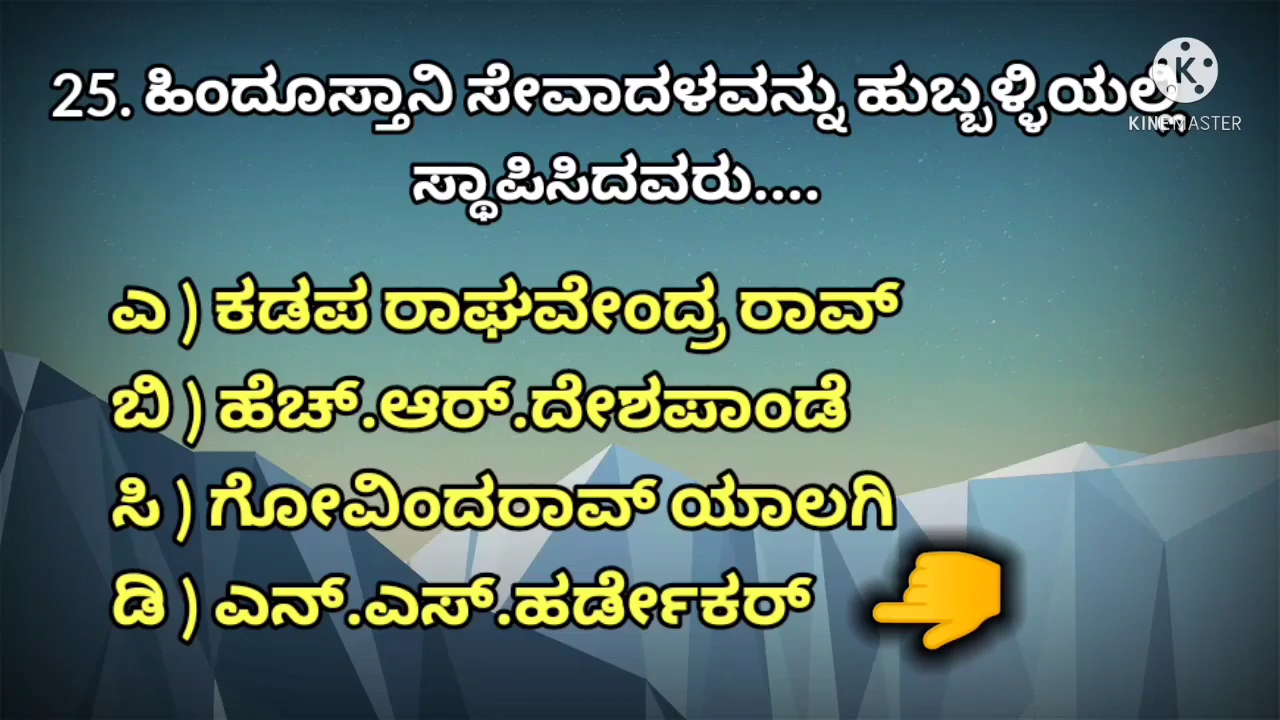 25. ಹಿಂದೂಸ್ತಾನಿ ಸೇವಾದಳವನ್ನು ಹುಬ್ಬಳ್ಳಿಯಲ್ಲಿ
ಸ್ಥಾಪಿಸಿದವರು....
ಎ ) ಕಡಪ ರಾಘವೇಂದ್ರ ರಾವ್
ಬಿ ) ಹೆಚ್.ಆರ್.ದೇಶಪಾಂಡೆ
ಸಿ ) ಗೋವಿಂದರಾವ್ ಯಾಲಗಿ
ಡಿ ) ಎನ್.ಎಸ್.ಹರ್ಡೇಕರ್
K
KINEMASTER